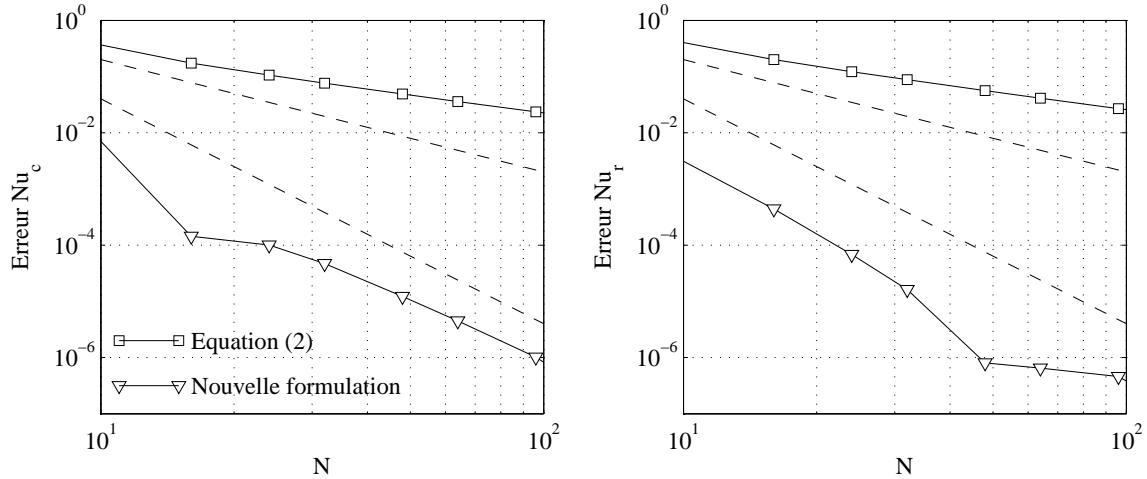 10^0
10^-2
10^-4
10^-6
Erreur Nu_c
Equation (2)
Nouvelle formulation
10^1
10^2
N
10^0
10^-2
10^-4
10^-6
Erreur Nu_r
10^1
10^2
N